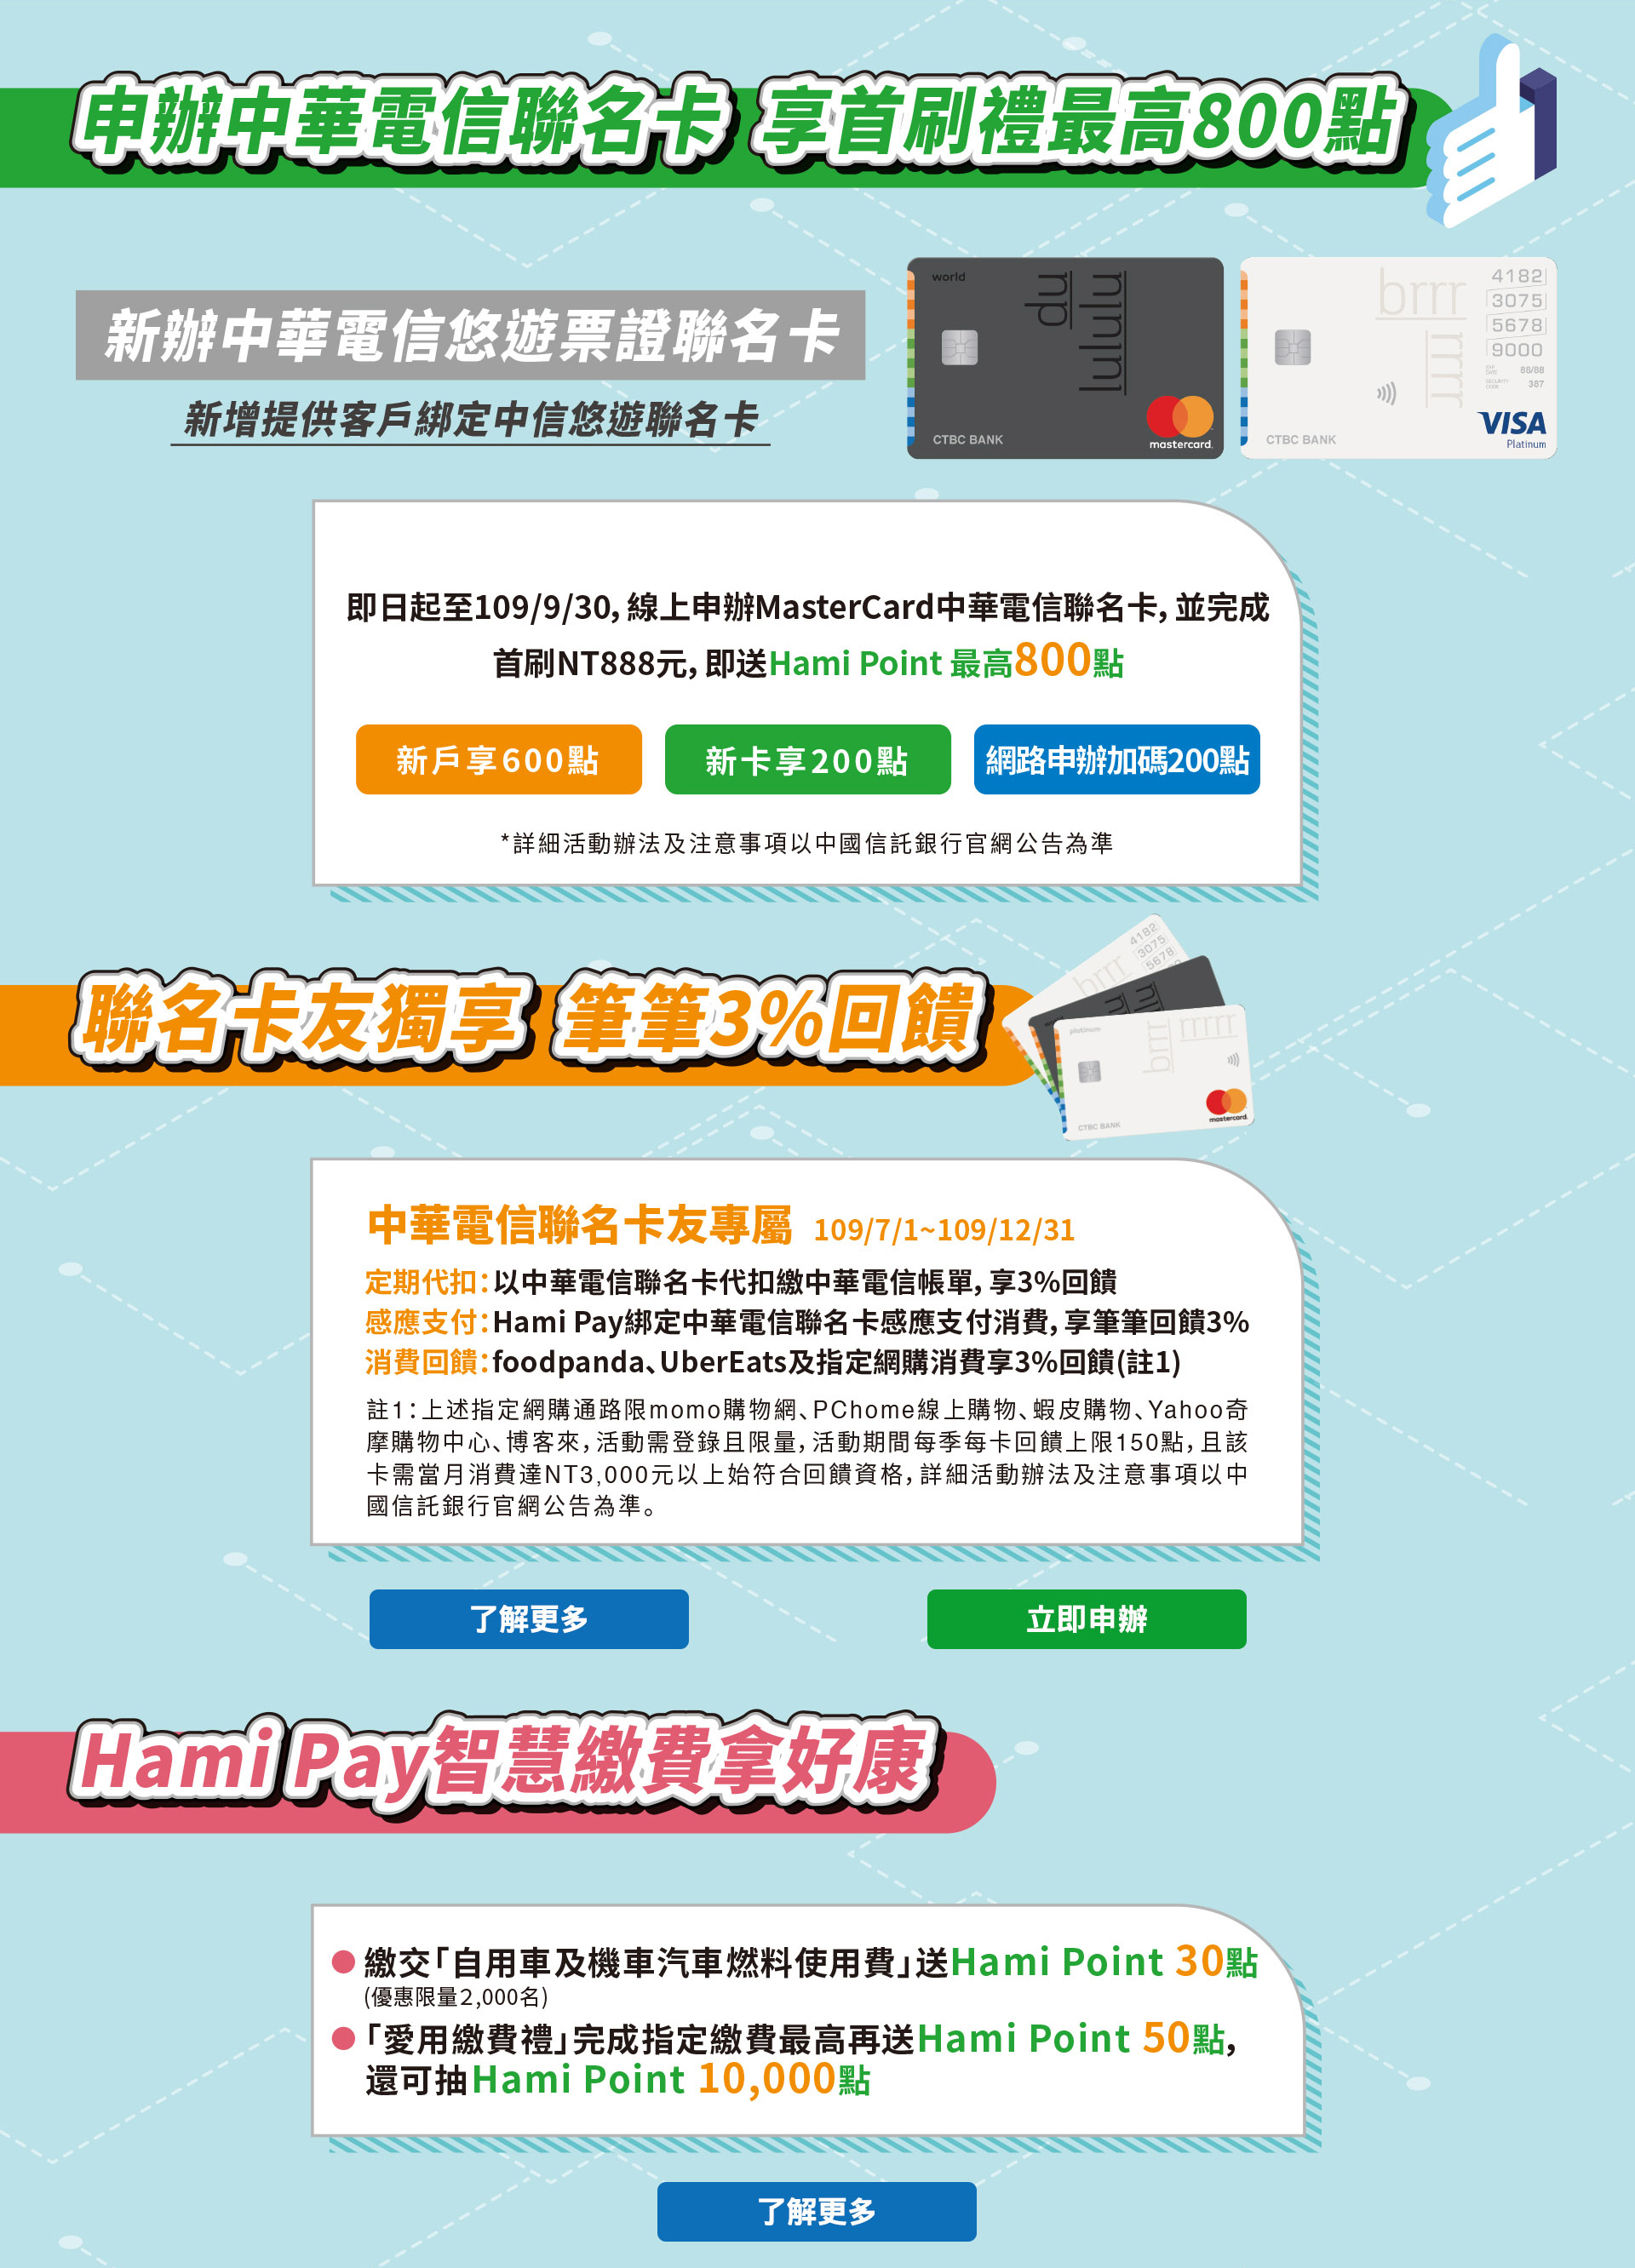 申辦中華電信聯名卡 享首刷禮最高800點
新辦中華電信悠遊票證聯名卡
新增提供客戶綁定中信悠遊聯名卡
world
du
lululu
CTBC BANK
mastercard.
brrr
rrrr
4182
3075
5678
9000
88/88
387
CTBC BANK
VISA
Platinum
即日起至109/9/30, 線上申辦MasterCard中華電信聯名卡, 並完成
首刷NT888元, 即送Hami Point 最高800點
新戶享600點
新卡享200點
網路申辦加碼200點
*詳細活動辦法及注意事項以中國信託銀行官網公告為準
聯名卡友獨享 筆筆3%回饋
brrr
4182
3075
5678
platinum
brrr
rrrr
CTBC BANK
mastercard.
中華電信聯名卡友專屬 109/7/1~109/12/31
定期代扣:以中華電信聯名卡代扣繳中華電信帳單, 享3%回饋
感應支付:Hami Pay綁定中華電信聯名卡感應支付消費, 享筆筆回饋3%
消費回饋:foodpanda、UberEats及指定網購消費享3%回饋(註1)
註1:上述指定網購通路限momo購物網、PChome線上購物、蝦皮購物、Yahoo奇
摩購物中心、博客來, 活動需登錄且限量, 活動期間每季每卡回饋上限150點, 且該
卡需當月消費達NT3,000元以上始符合回饋資格, 詳細活動辦法及注意事項以中
國信託銀行官網公告為準。
了解更多
立即申辦
Hami Pay智慧繳費拿好康
繳交「自用車及機車汽車燃料使用費」送Hami Point 30點
(優惠限量2,000名)
「愛用繳費禮」完成指定繳費最高再送Hami Point 50點,
還可抽Hami Point 10,000點
了解更多